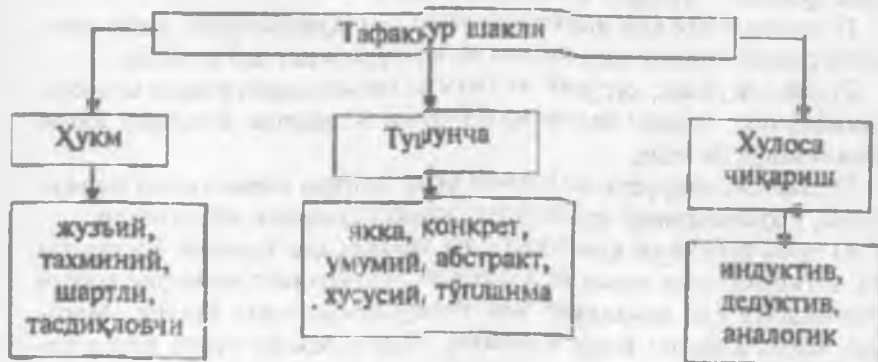 Тафаккур шакли
Ҳукм
Тушунча
Хулоса
чиқариш
жузъий,
тахминий,
шартли,
тасдиқловчи
якка, конкрет,
умумий, абстракт,
хусусий, тўпланма
индуктив,
дедуктив,
аналогик